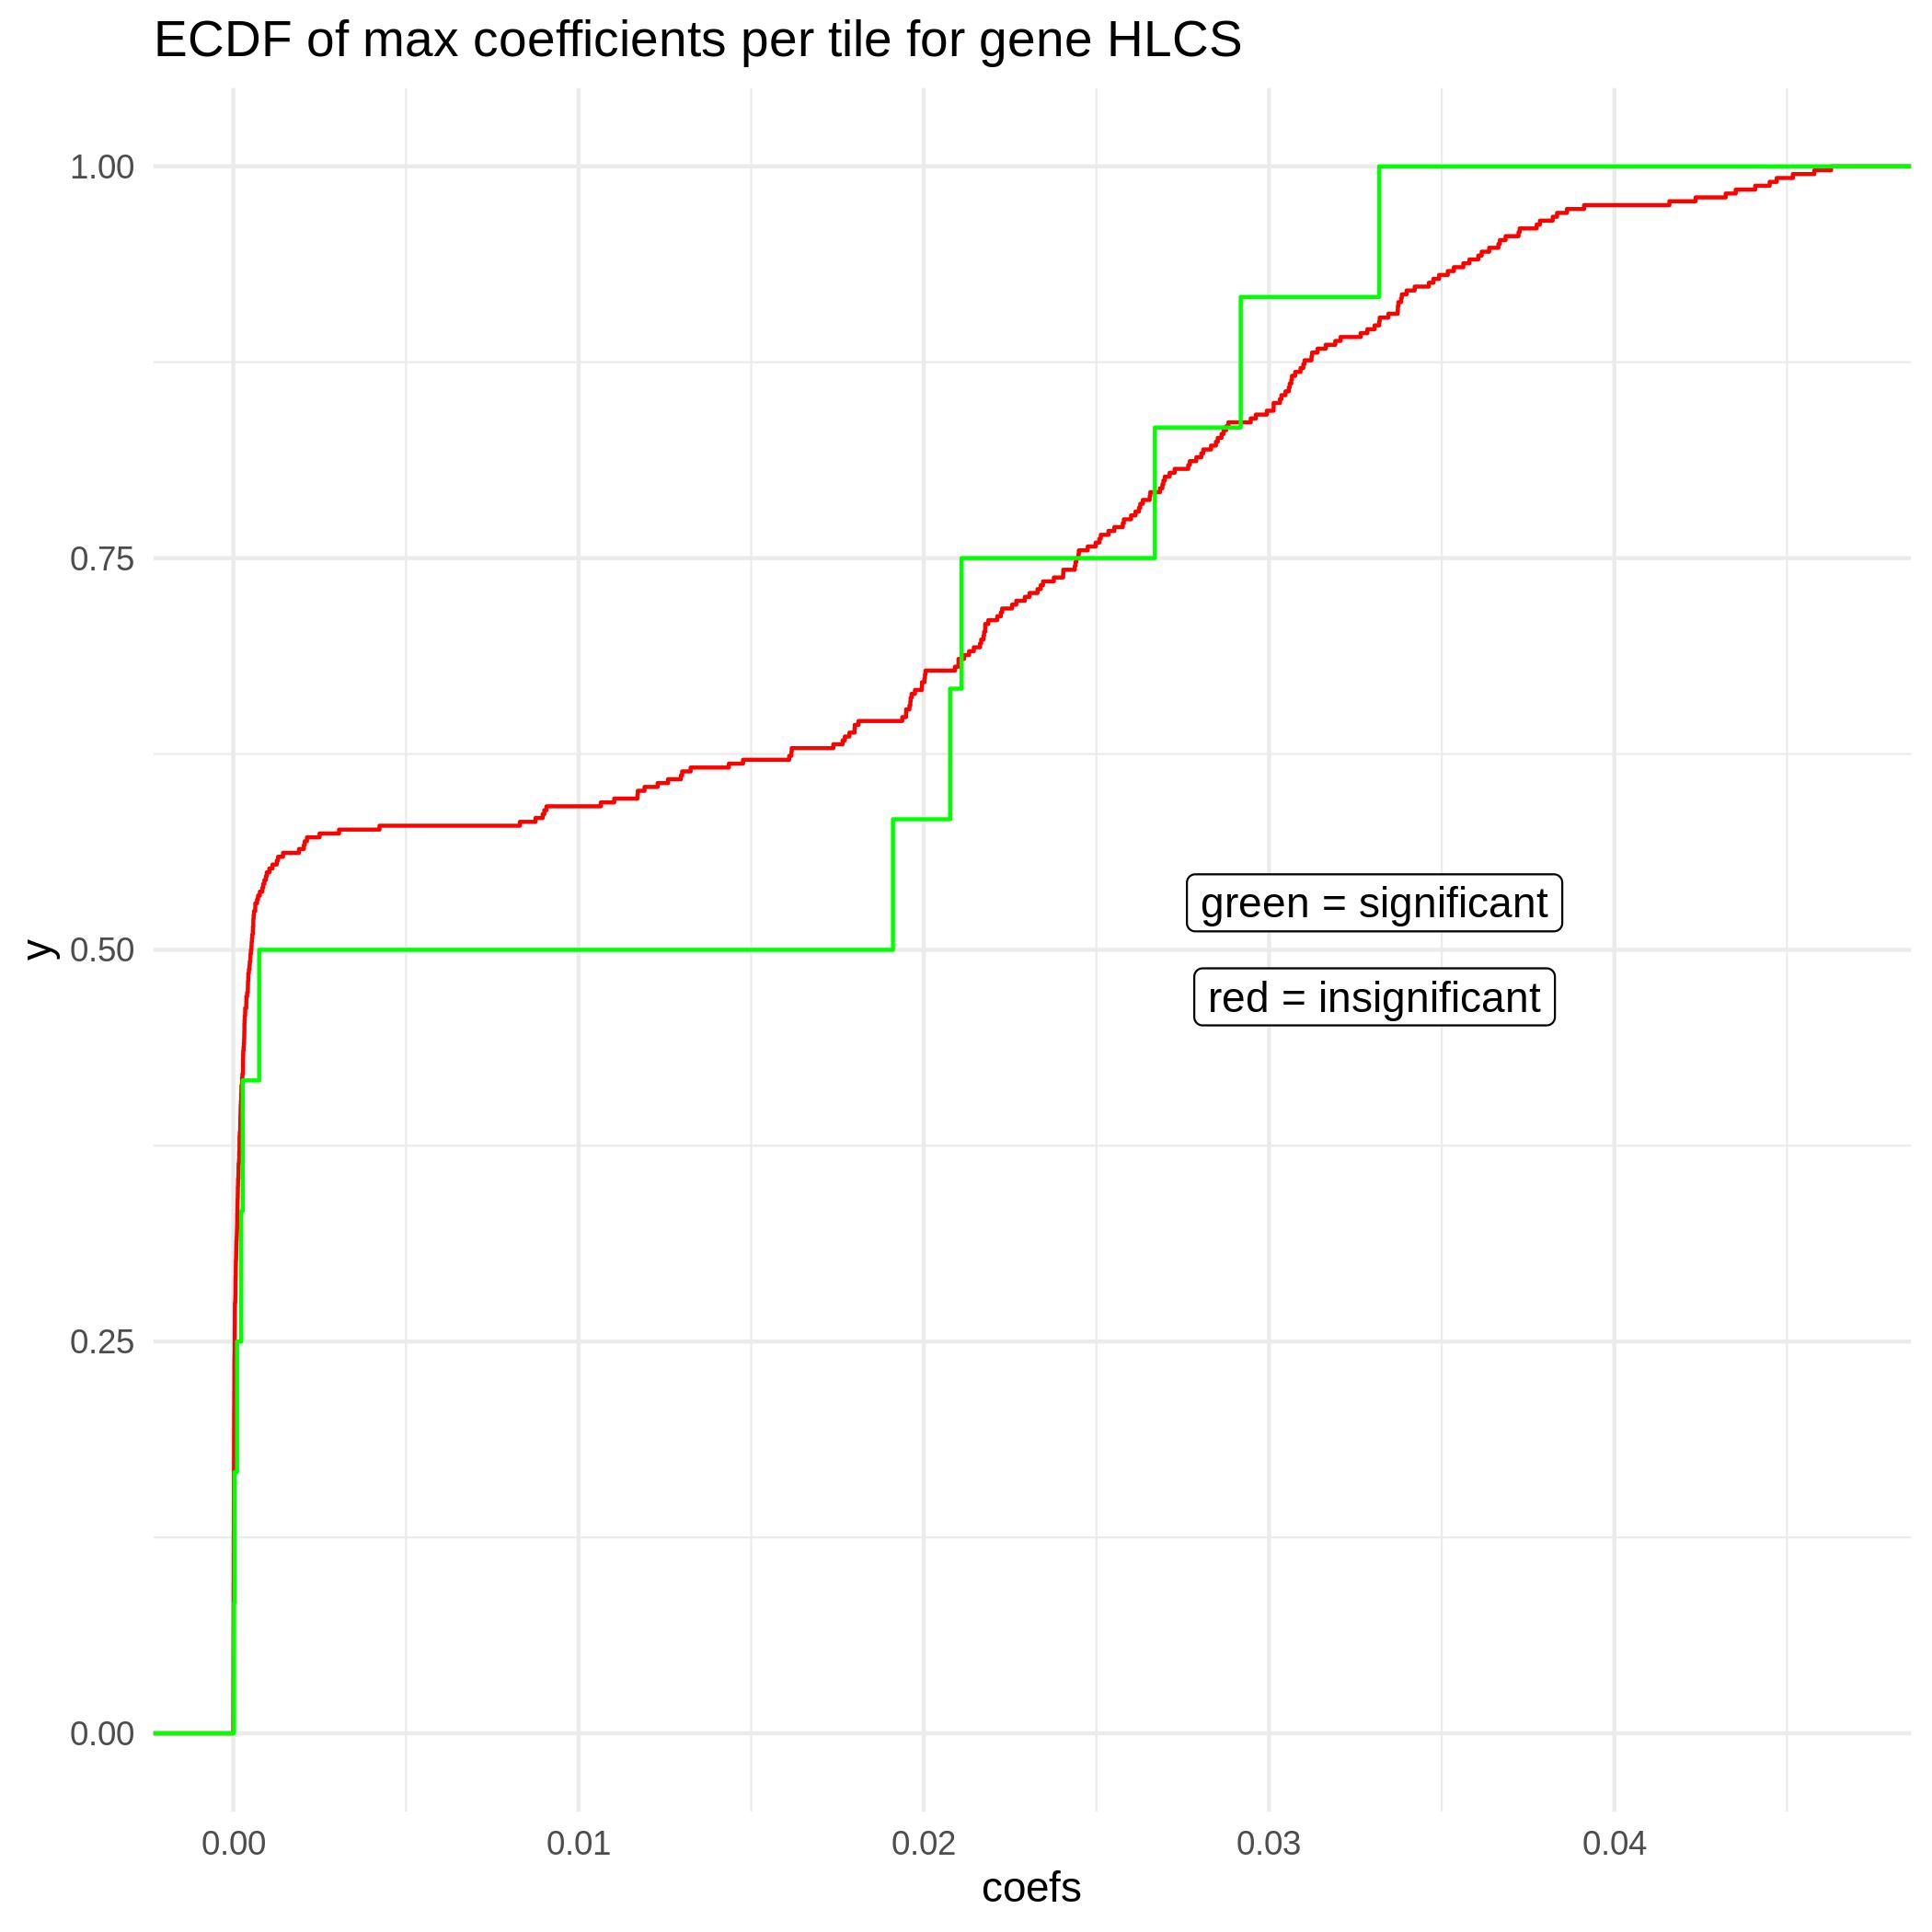 ECDF of max coefficients per tile for gene HLCS
1.00
0.75
0.50
0.25
0.00
y
green = significant
red = insignificant
0.00 0.01 0.02 0.03 0.04
coefs